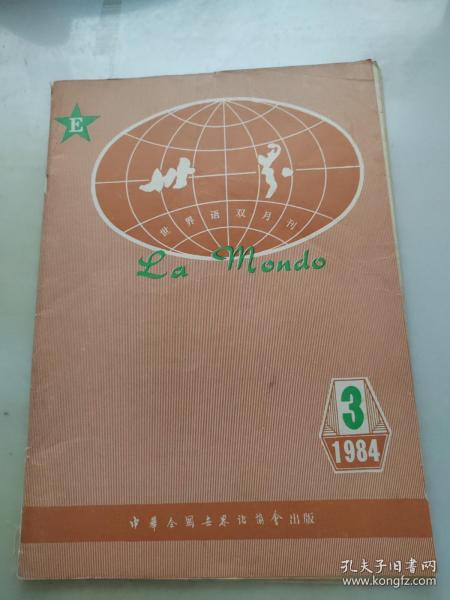 E
世界
世界语双月刊
La Mondo
3
1984
中华全国世界语协会出版
孔夫子旧书网
www.kongfz.com